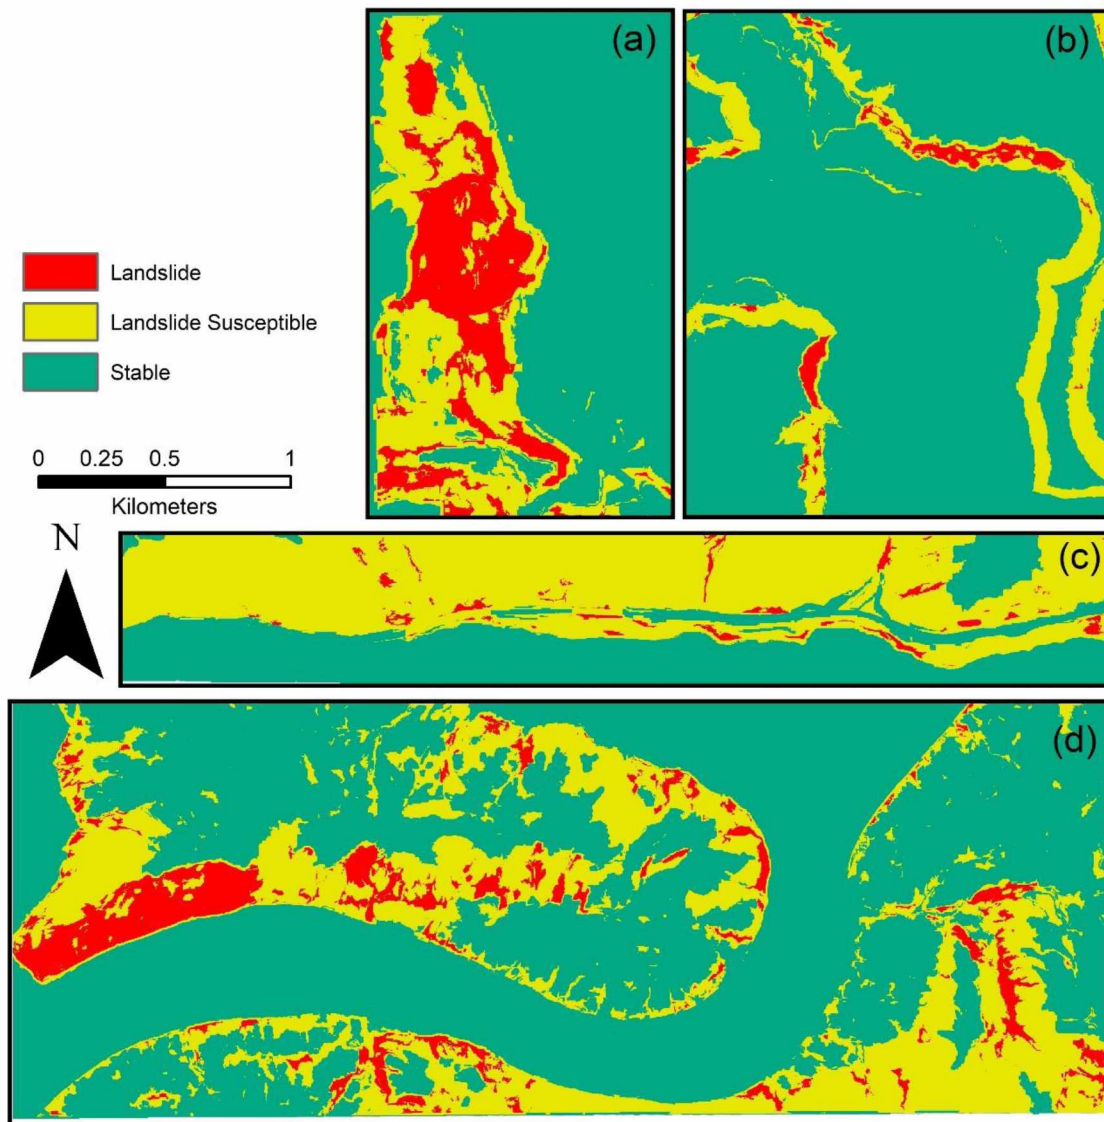 (a)
(b)
Landslide
Landslide Susceptible
Stable
0 0.25 0.5 1
Kilometers
N
(c)
(d)